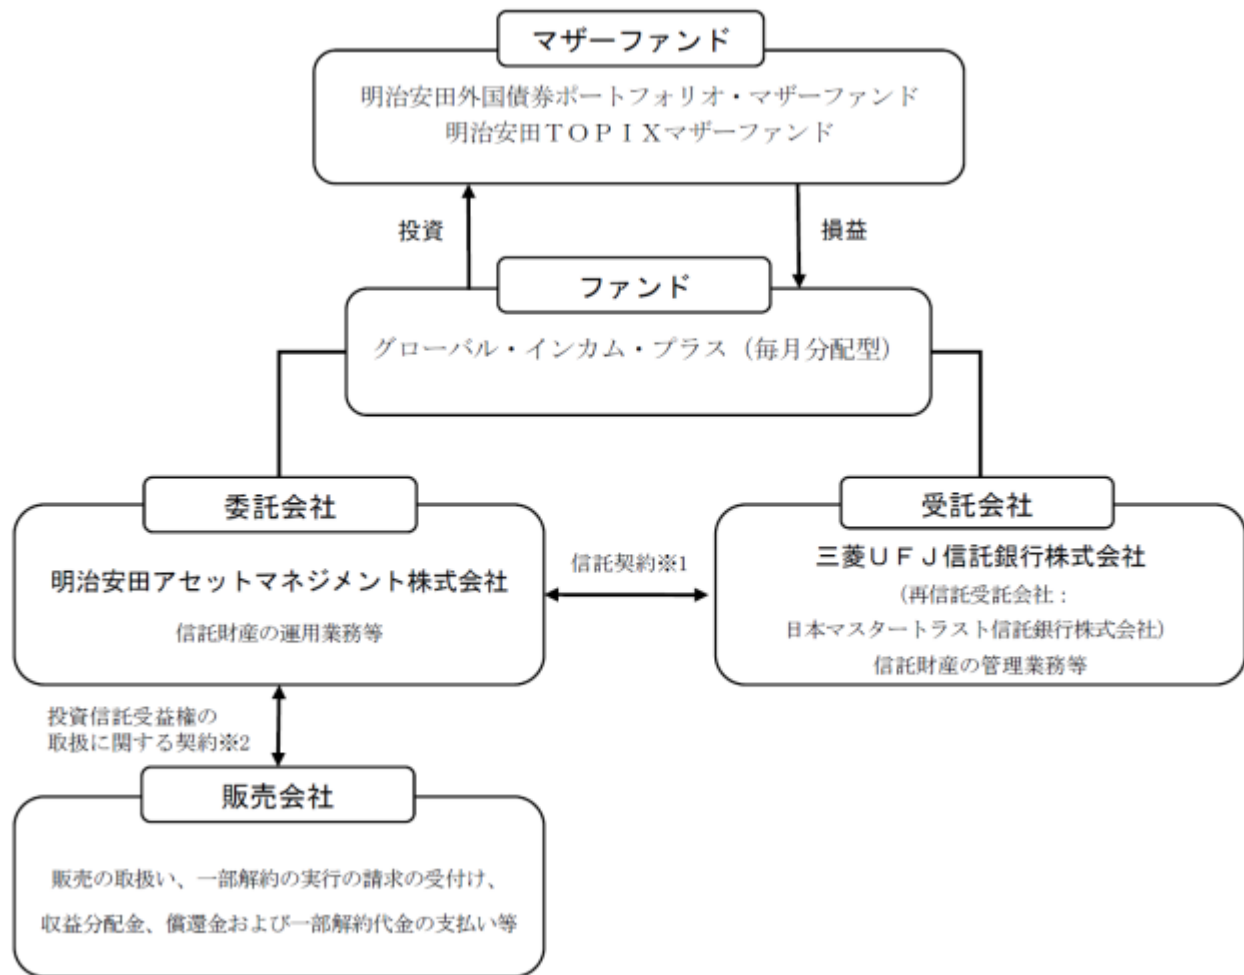 マザーファンド
明治安田外国債券ポートフォリオ・マザーファンド
明治安田ＴＯＰＩＸマザーファンド
投資
損益
ファンド
グローバル・インカム・プラス（毎月分配型）
委託会社
明治安田アセットマネジメント株式会社
信託財産の運用業務等
信託契約※1
受託会社
三菱ＵＦＪ信託銀行株式会社
（再信託受託会社：
日本マスタートラスト信託銀行株式会社）
信託財産の管理業務等
投資信託受益権の
取扱に関する契約※2
販売会社
販売の取扱い、一部解約の実行の請求の受付け、
収益分配金、償還金および一部解約代金の支払い等